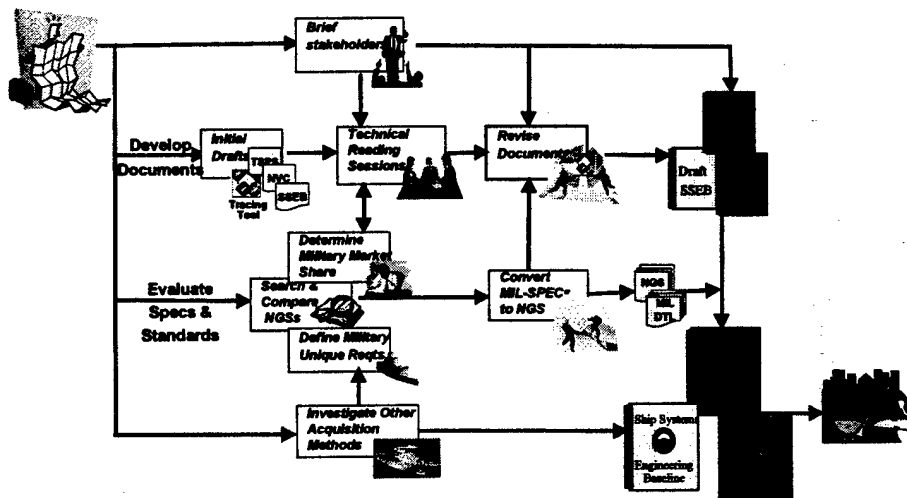 Brief
stakeholders
Develop
Documents
Initial
Drafts
TSRS
NVC
SSEB
Tracing
Tool
Technical
Reading
Sessions
Revise
Documents
Draft
SSEB
Determine
Military Market
Share
Evaluate
Specs &
Standards
Search &
Compare
NGSs
Define Military
Unique Reqts
Convert
MIL-SPEC
to NGS
NGS
MIL
DTL
Investigate Other
Acquisition
Methods
Ship Systems
Engineering
Baseline